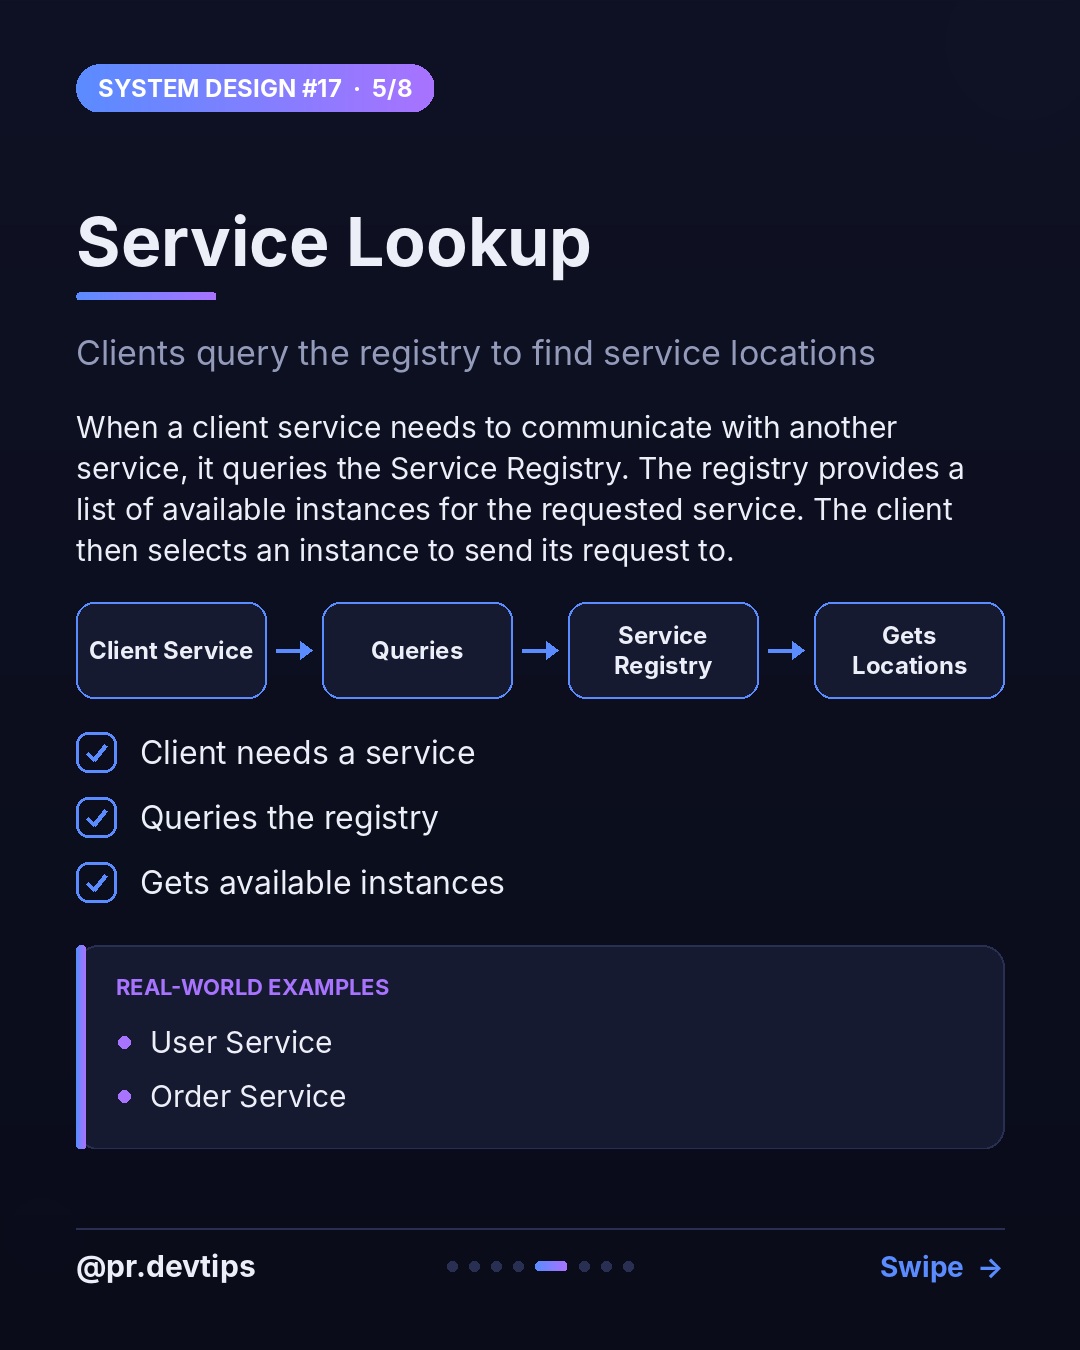 SYSTEM DESIGN #17 · 5/8
Service Lookup
Clients query the registry to find service locations
When a client service needs to communicate with another
service, it queries the Service Registry. The registry provides a
list of available instances for the requested service. The client
then selects an instance to send its request to.
Client Service
Queries
Service
Registry
Gets
Locations
Client needs a service
Queries the registry
Gets available instances
REAL-WORLD EXAMPLES
User Service
Order Service
@pr.devtips
Swipe →